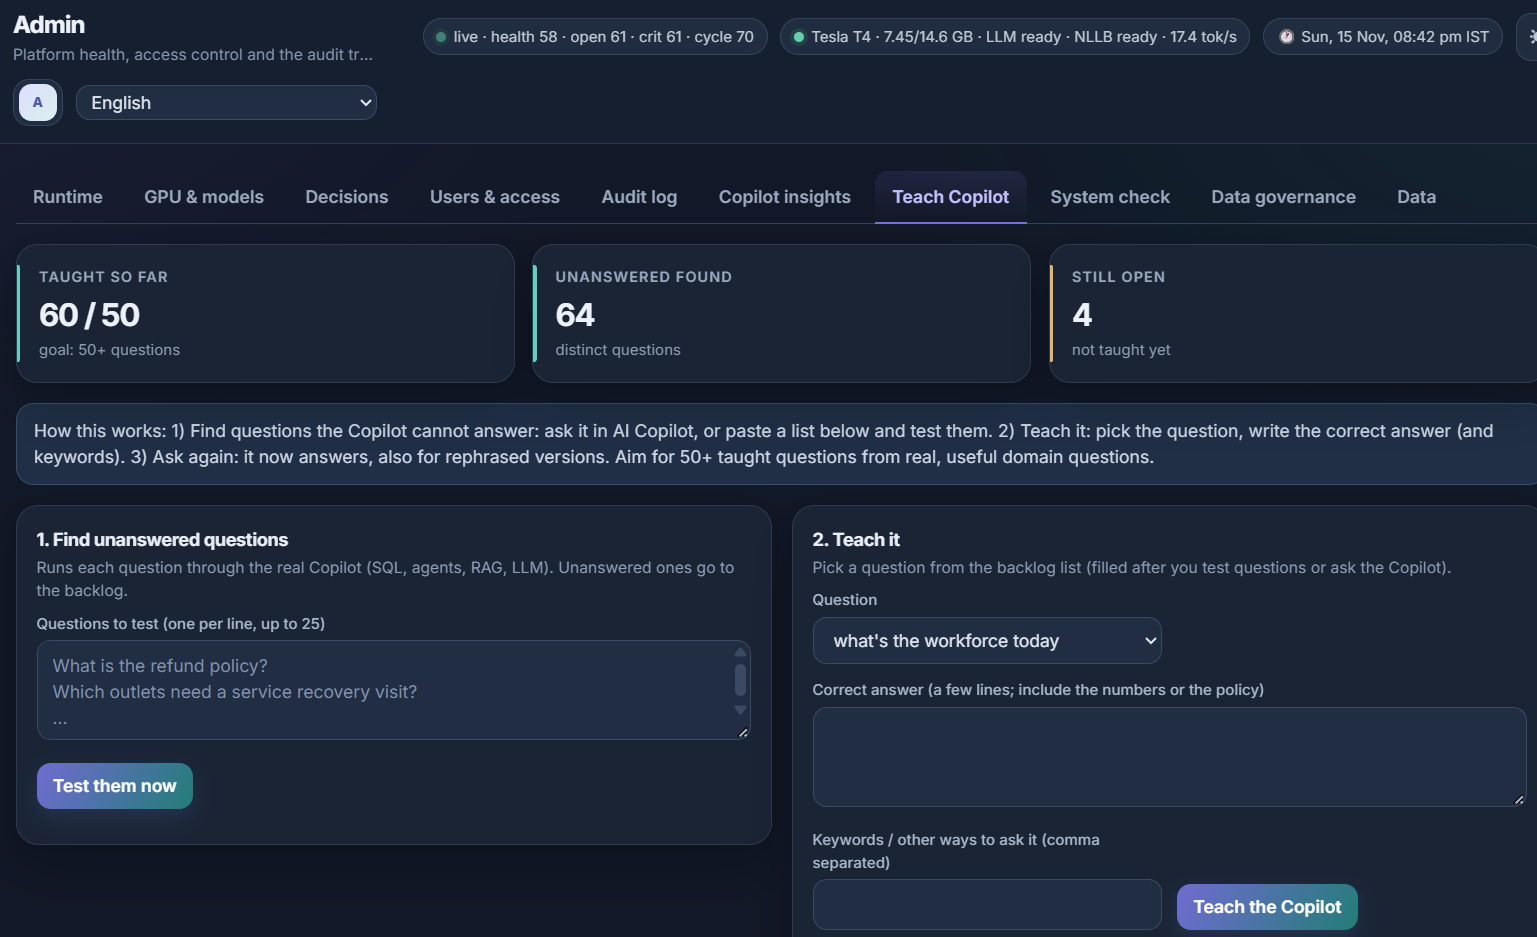 Admin
Platform health, access control and the audit tr...
live · health 58 · open 61 · crit 61 · cycle 70
Tesla T4 · 7.45/14.6 GB · LLM ready · NLLB ready · 17.4 tok/s
Sun, 15 Nov, 08:42 pm IST
A
English
Runtime
GPU & models
Decisions
Users & access
Audit log
Copilot insights
Teach Copilot
System check
Data governance
Data
TAUGHT SO FAR
60 / 50
goal: 50+ questions
UNANSWERED FOUND
64
distinct questions
STILL OPEN
4
not taught yet
How this works: 1) Find questions the Copilot cannot answer: ask it in AI Copilot, or paste a list below and test them. 2) Teach it: pick the question, write the correct answer (and
keywords). 3) Ask again: it now answers, also for rephrased versions. Aim for 50+ taught questions from real, useful domain questions.
1. Find unanswered questions
Runs each question through the real Copilot (SQL, agents, RAG, LLM). Unanswered ones go to
the backlog.
Questions to test (one per line, up to 25)
What is the refund policy?
Which outlets need a service recovery visit?
...
Test them now
2. Teach it
Pick a question from the backlog list (filled after you test questions or ask the Copilot).
Question
what's the workforce today
Correct answer (a few lines; include the numbers or the policy)
Keywords / other ways to ask it (comma
separated)
Teach the Copilot